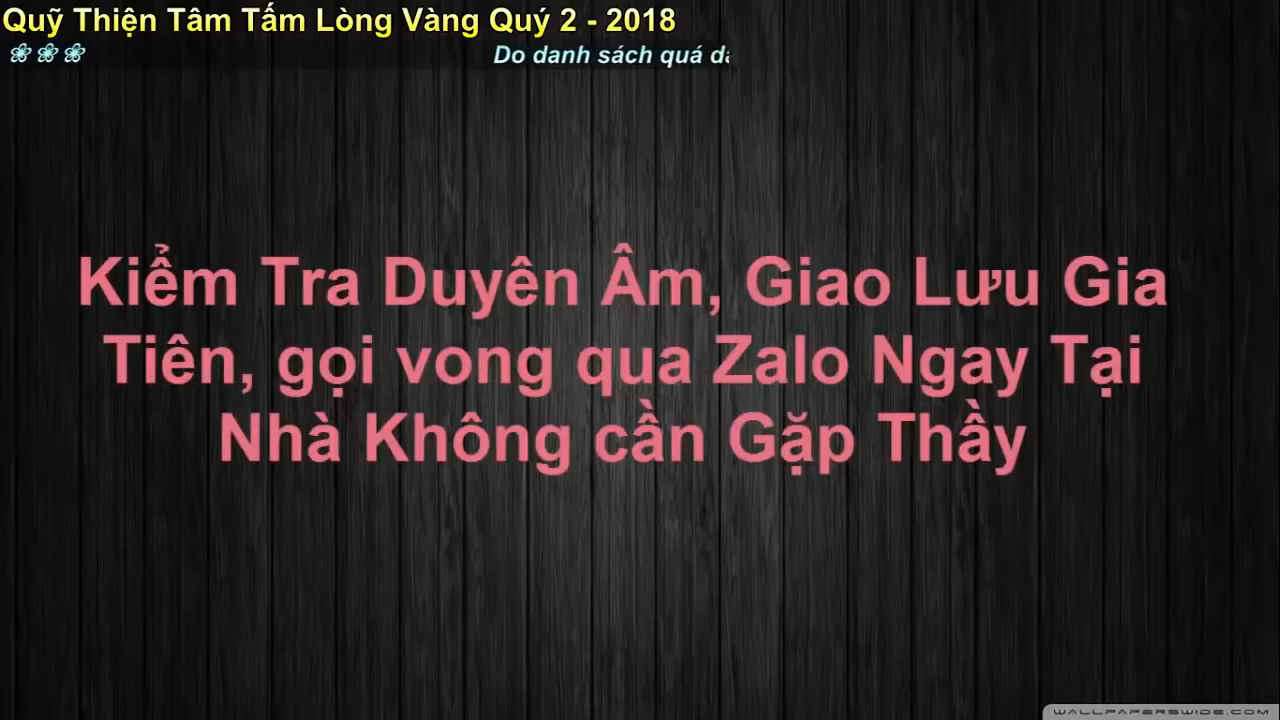 Quỹ Thiện Tâm Tấm Lòng Vàng Quý 2 - 2018
Do danh sách quá
Kiểm Tra Duyên Âm, Giao Lưu Gia
Tiên, gọi vong qua Zalo Ngay Tại
Nhà Không cần Gặp Thầy
WALLPAPERSWIDE.COM